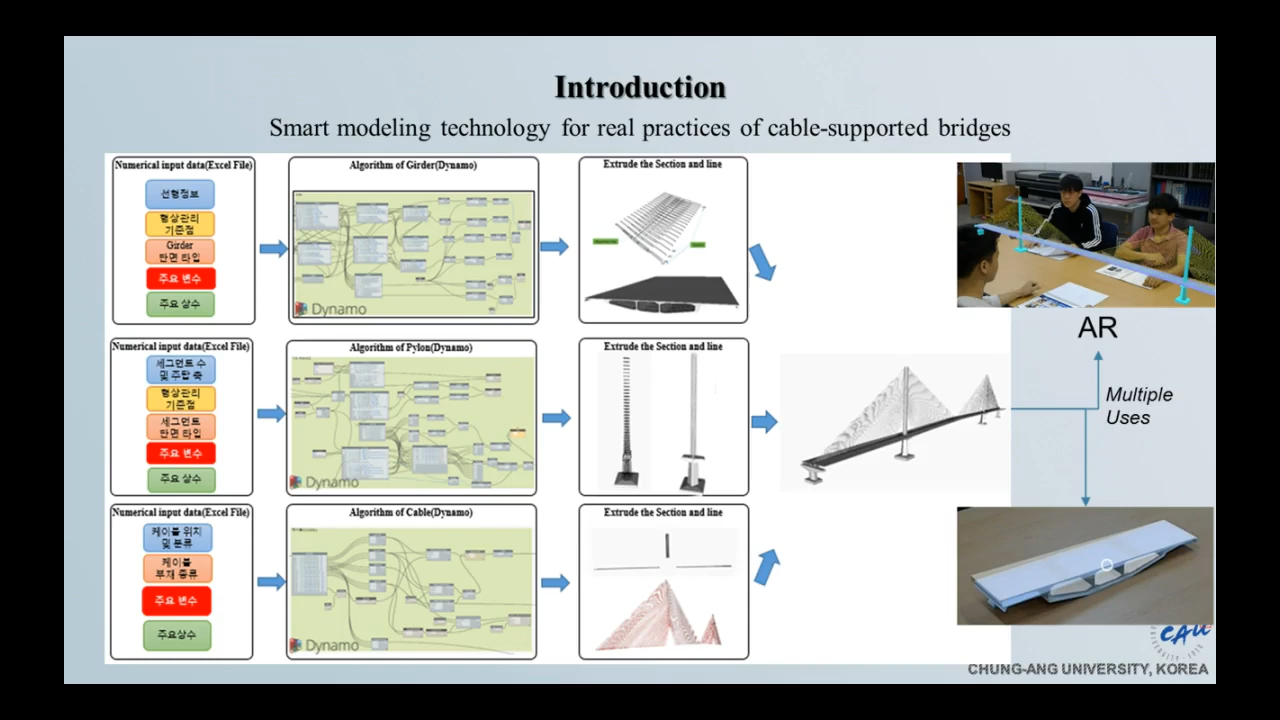 Introduction
Smart modeling technology for real practices of cable-supported bridges
Numerical input data(Excel File)
선형정보
형상관리
기준점
Girder
단면 타입
주요 변수
주요 상수
Algorithm of Girder(Dynamo)
Dynamo
Extrude the Section and line
Numerical input data(Excel File)
세그먼트 수
및 주탑 축
형상관리
기준점
세그먼트
단면 타입
주요 변수
주요 상수
Algorithm of Pylon(Dynamo)
Dynamo
Extrude the Section and line
Numerical input data(Excel File)
케이블 위치
및 분류
케이블
부재 종류
주요 변수
주요상수
Algorithm of Cable(Dynamo)
Dynamo
Extrude the Section and line
AR
Multiple
Uses
CAU
CHUNG-ANG UNIVERSITY, KOREA